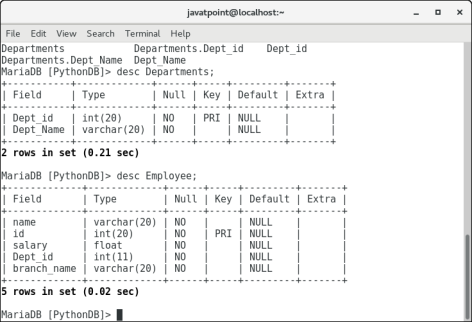 javatpoint@localhost:~
File Edit View Search Terminal Help
Departments Departments.Dept_id Dept_id
Departments.Dept_Name Dept_Name
MariaDB [PythonDB]> desc Departments;
+-----------+-------------+------+-----+---------+-------+
| Field | Type | Null | Key | Default | Extra |
+-----------+-------------+------+-----+---------+-------+
| Dept_id | int(20) | NO | PRI | NULL | |
| Dept_Name | varchar(20) | NO | | NULL | |
+-----------+-------------+------+-----+---------+-------+
2 rows in set (0.21 sec)
MariaDB [PythonDB]> desc Employee;
+-------------+-------------+------+-----+---------+-------+
| Field | Type | Null | Key | Default | Extra |
+-------------+-------------+------+-----+---------+-------+
| name | varchar(20) | NO | | NULL | |
| id | int(20) | NO | PRI | NULL | |
| salary | float | NO | | NULL | |
| Dept_id | int(11) | NO | | NULL | |
| branch_name | varchar(20) | NO | | NULL | |
+-------------+-------------+------+-----+---------+-------+
5 rows in set (0.02 sec)
MariaDB [PythonDB]>